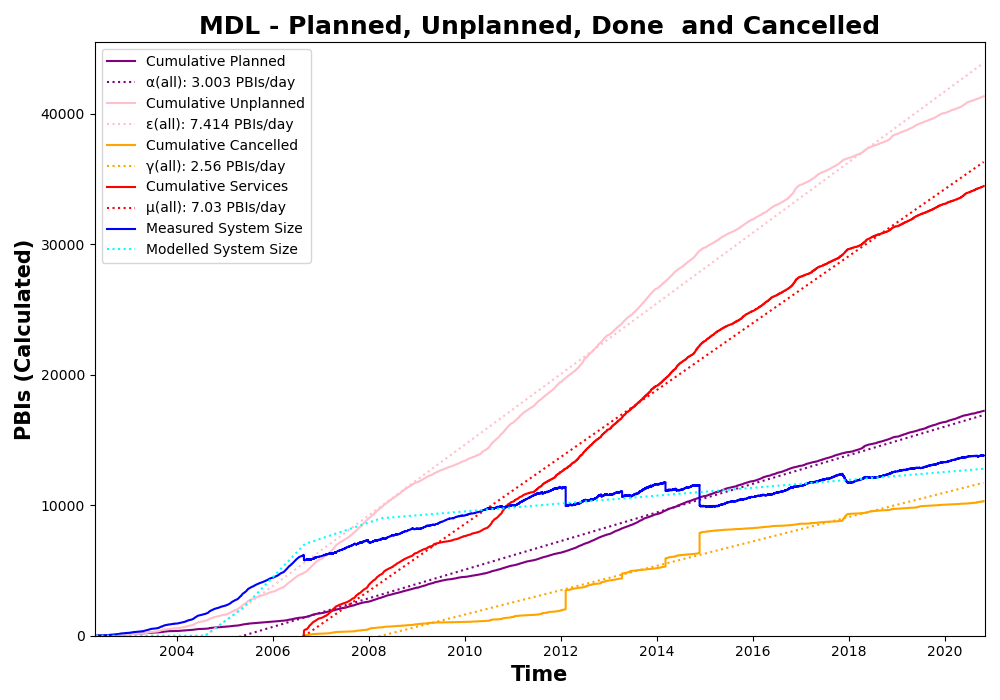 MDL - Planned, Unplanned, Done  and Cancelled
Cumulative Planned
α(all): 3.003 PBIs/day
Cumulative Unplanned
ε(all): 7.414 PBIs/day
Cumulative Cancelled
γ(all): 2.56 PBIs/day
Cumulative Services
μ(all): 7.03 PBIs/day
Measured System Size
Modelled System Size
PBIs (Calculated)
40000
30000
20000
10000
0
2004 2006 2008 2010 2012 2014 2016 2018 2020
Time